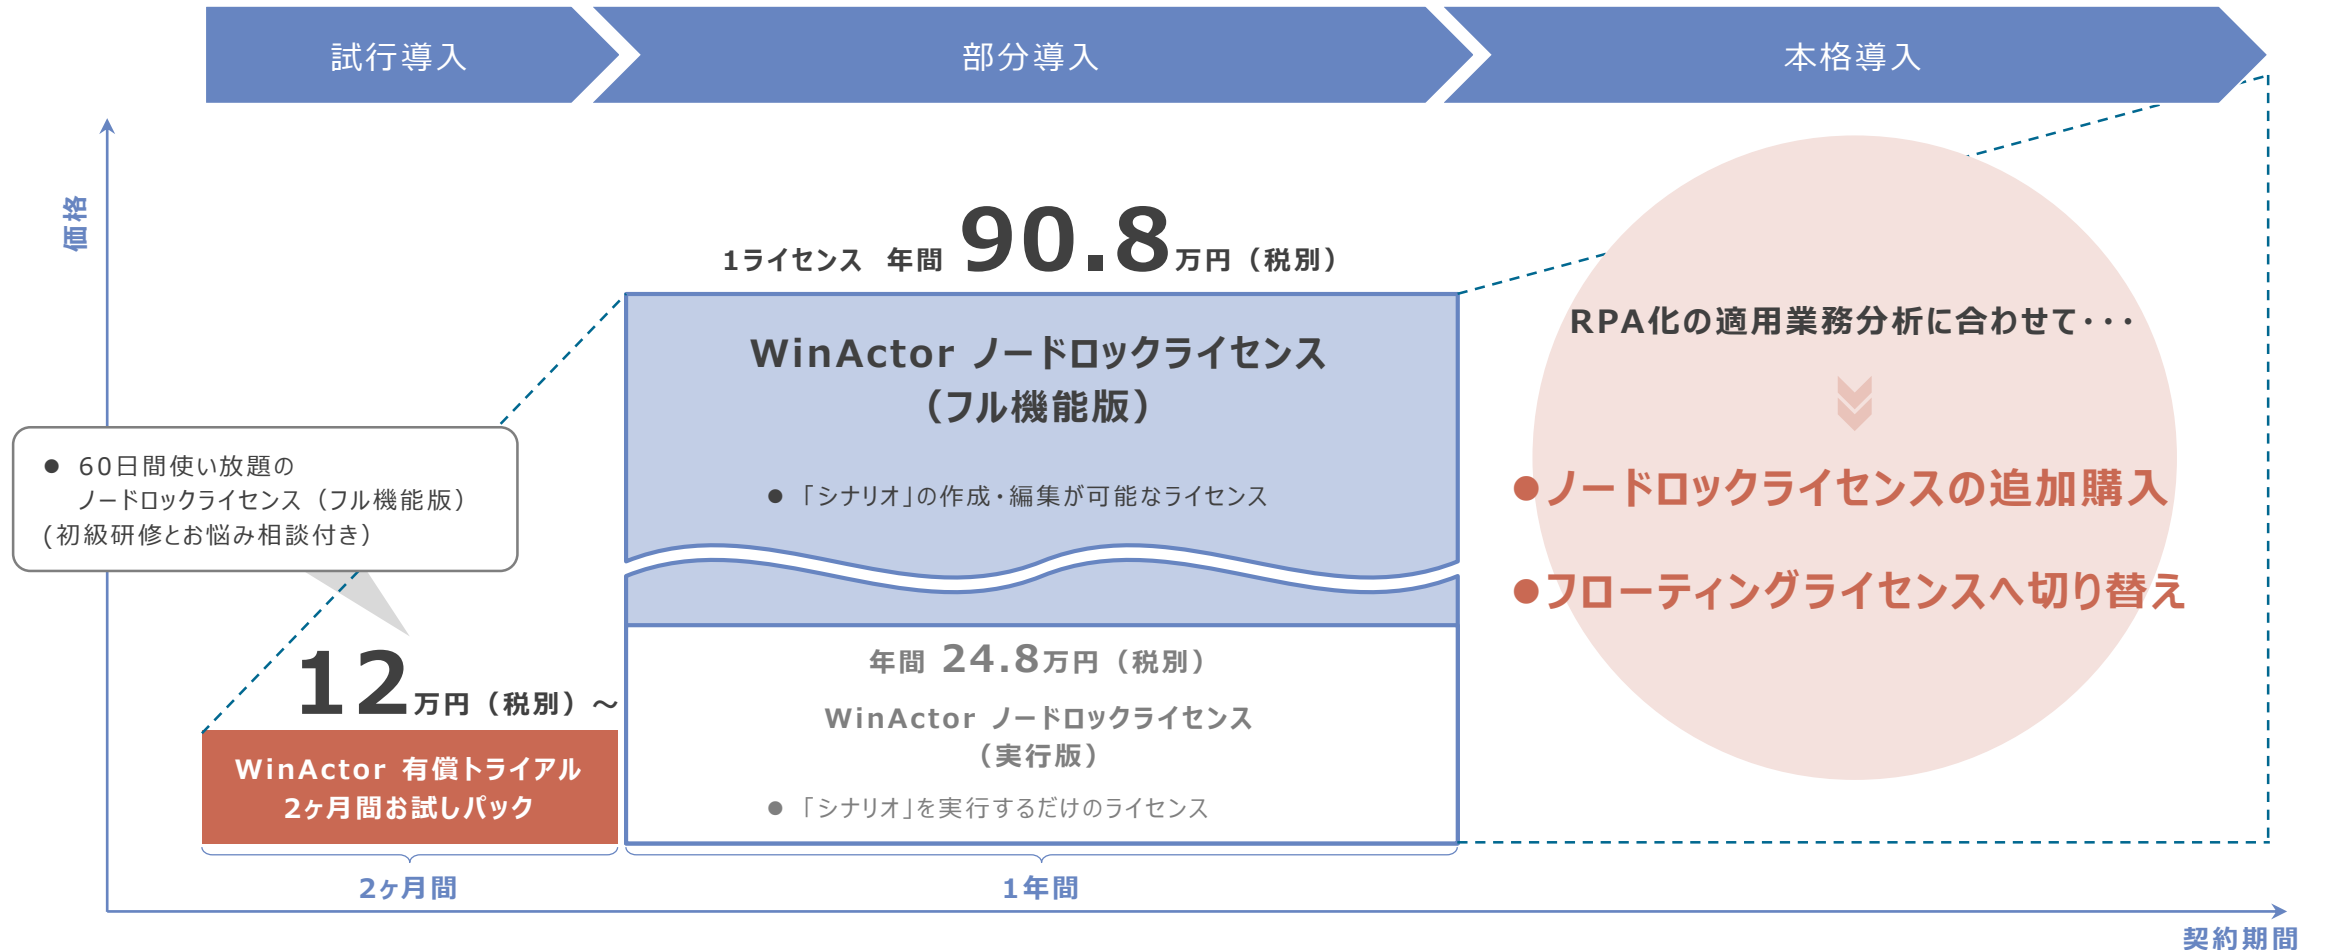 試行導入
部分導入
本格導入
価格
1ライセンス 年間 90.8万円（税別）
WinActor ノードロックライセンス
（フル機能版）
● 「シナリオ」の作成・編集が可能なライセンス
● 60日間使い放題の
ノードロックライセンス（フル機能版）
(初級研修とお悩み相談付き）
12万円（税別）～
WinActor 有償トライアル
2ヶ月間お試しパック
年間 24.8万円（税別）
WinActor ノードロックライセンス
（実行版）
● 「シナリオ」を実行するだけのライセンス
RPA化の適用業務分析に合わせて・・・
●ノードロックライセンスの追加購入
●フローティングライセンスへ切り替え
2ヶ月間
1年間
契約期間